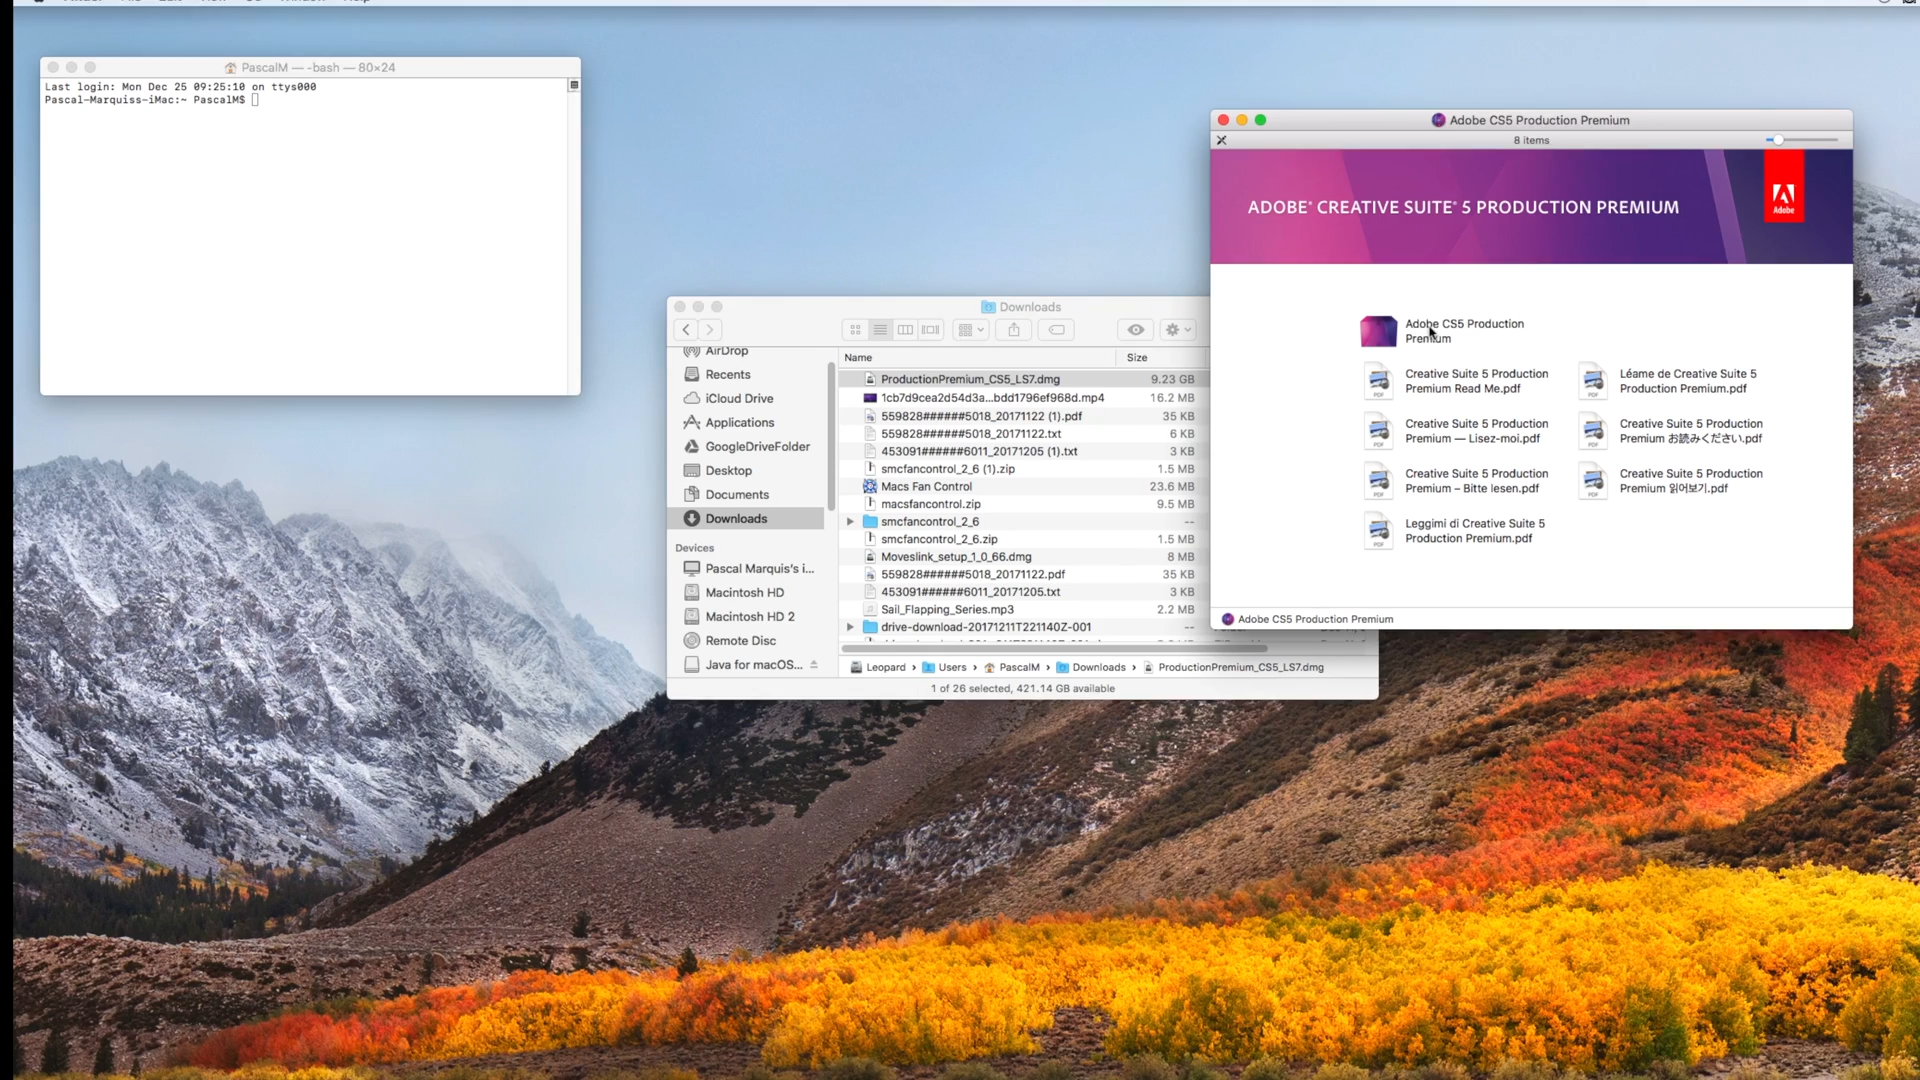 PascalM — -bash — 80×24
Last login: Mon Dec 25 09:25:10 on ttys000
Pascal-Marquiss-iMac:~ PascalM$
Adobe CS5 Production Premium
8 items
ADOBE® CREATIVE SUITE® 5 PRODUCTION PREMIUM
Adobe
Adobe CS5 Production
Premium
Creative Suite 5 Production
Premium Read Me.pdf
Léame de Creative Suite 5
Production Premium.pdf
Creative Suite 5 Production
Premium — Lisez-moi.pdf
Creative Suite 5 Production
Premium お読みください.pdf
Creative Suite 5 Production
Premium – Bitte lesen.pdf
Creative Suite 5 Production
Premium 읽어보기.pdf
Leggimi di Creative Suite 5
Production Premium.pdf
PDF
PDF
PDF
PDF
PDF
PDF
PDF
Adobe CS5 Production Premium
Downloads
AirDrop
Recents
iCloud Drive
Applications
GoogleDriveFolder
Desktop
Documents
Downloads
Devices
Pascal Marquis's i...
Macintosh HD
Macintosh HD 2
Remote Disc
Java for macOS...
Name Size
ProductionPremium_CS5_LS7.dmg 9.23 GB
1cb7d9cea2d54d3a...bdd1796ef968d.mp4 16.2 MB
559828######5018_20171122 (1).pdf 35 KB
559828######5018_20171122.txt 6 KB
453091######6011_20171205 (1).txt 3 KB
smcfancontrol_2_6 (1).zip 1.5 MB
Macs Fan Control 23.6 MB
macsfancontrol.zip 9.5 MB
smcfancontrol_2_6 --
smcfancontrol_2_6.zip 1.5 MB
Moveslink_setup_1_0_66.dmg 8 MB
559828######5018_20171122.pdf 35 KB
453091######6011_20171205.txt 3 KB
Sail_Flapping_Series.mp3 2.2 MB
drive-download-20171211T221140Z-001 --
Leopard › Users › PascalM › Downloads › ProductionPremium_CS5_LS7.dmg
1 of 26 selected, 421.14 GB available